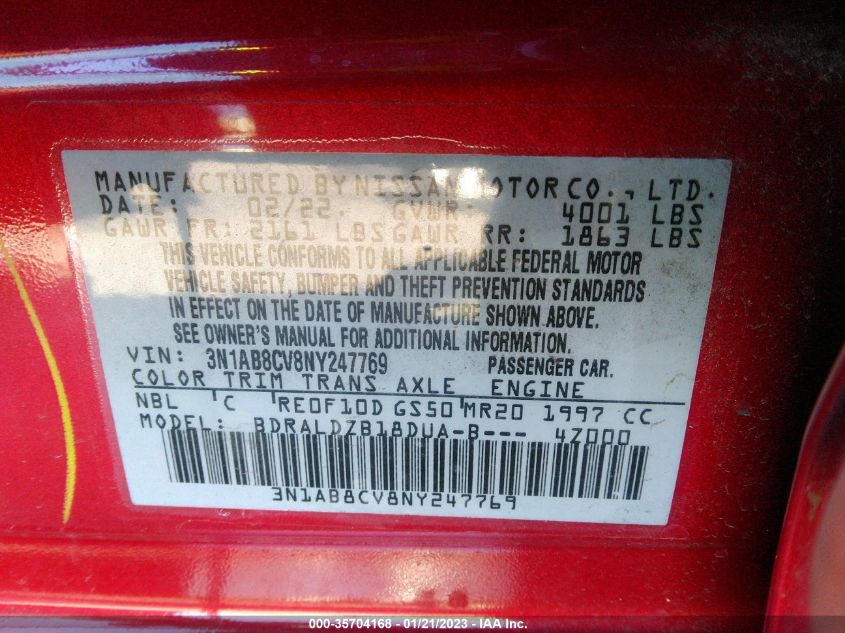 MANUFACTURED BY NISSAN MOTOR CO., LTD.
DATE: 02/22. GVWR: 4001 LBS
GAWR FR: 2161 LBS GAWR RR: 1863 LBS
THIS VEHICLE CONFORMS TO ALL APPLICABLE FEDERAL MOTOR
VEHICLE SAFETY, BUMPER AND THEFT PREVENTION STANDARDS
IN EFFECT ON THE DATE OF MANUFACTURE SHOWN ABOVE.
SEE OWNER'S MANUAL FOR ADDITIONAL INFORMATION.
VIN: 3N1AB8CV8NY247769 PASSENGER CAR.
COLOR TRIM TRANS AXLE ENGINE
NBL C RE0F10D GS50 MR20 1997 CC
MODEL: BDRALDZB18DUA-B--- 4Z000
3N1AB8CV8NY247769
000-35704168 - 01/21/2023 - IAA Inc.